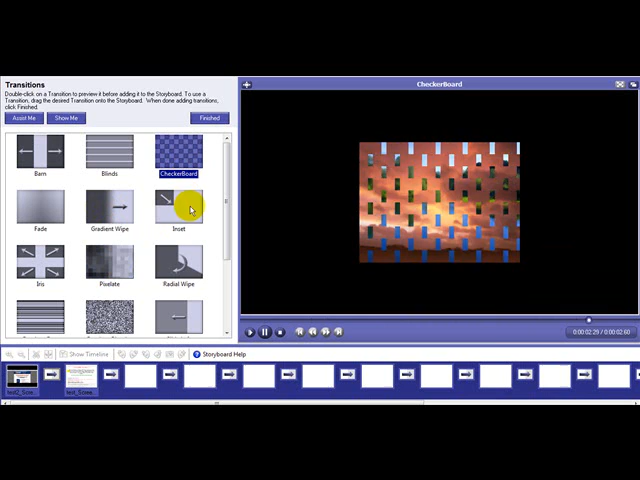 Transitions
Double-click on a Transition to preview it before adding it to the Storyboard. To use a
Transition, drag the desired Transition onto the Storyboard. When done adding transitions,
click Finished.
Assist Me
Show Me
Finished
Barn
Blinds
CheckerBoard
Fade
Gradient Wipe
Inset
Iris
Pixelate
Radial Wipe
CheckerBoard
0:00:02.29 / 0:00:02.60
Show Timeline
? Storyboard Help